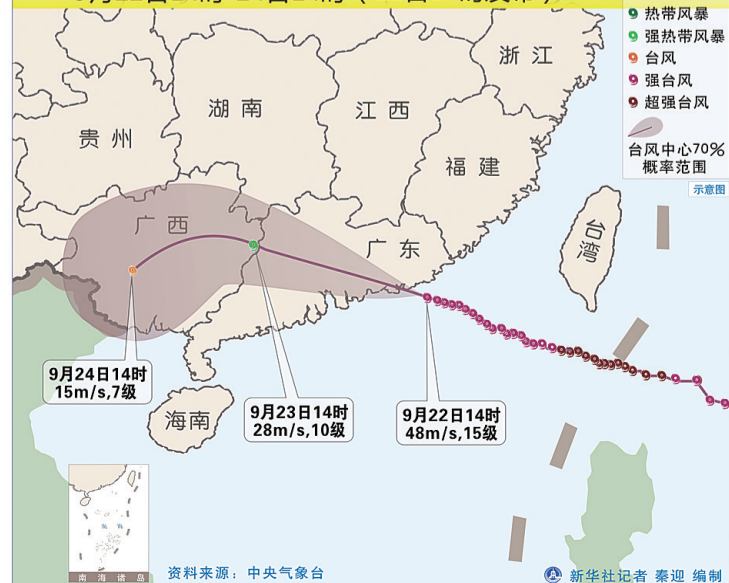 热带风暴
强热带风暴
台风
强台风
超强台风
台风中心70%
概率范围
示意图
浙江
湖南
江西
贵州
福建
广西
广东
台湾
9月24日14时
15m/s,7级
9月23日14时
28m/s,10级
9月22日14时
48m/s,15级
海南
南海诸岛
资料来源：中央气象台
新华社记者 秦迎 编制